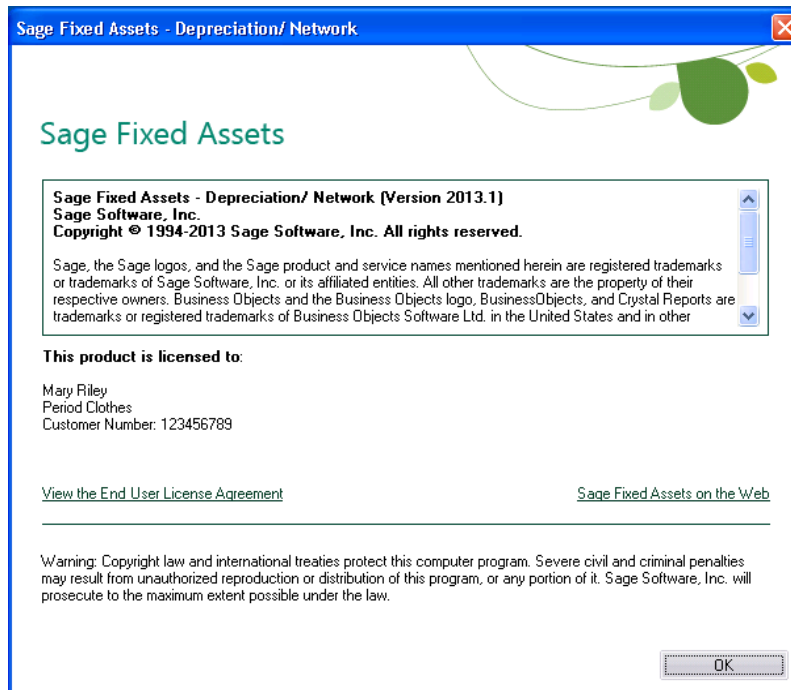 Sage Fixed Assets - Depreciation/ Network
Sage Fixed Assets
Sage Fixed Assets - Depreciation/ Network (Version 2013.1)
Sage Software, Inc.
Copyright © 1994-2013 Sage Software, Inc. All rights reserved.
Sage, the Sage logos, and the Sage product and service names mentioned herein are registered trademarks
or trademarks of Sage Software, Inc. or its affiliated entities. All other trademarks are the property of their
respective owners. Business Objects and the Business Objects logo, BusinessObjects, and Crystal Reports are
trademarks or registered trademarks of Business Objects Software Ltd. in the United States and in other
This product is licensed to:
Mary Riley
Period Clothes
Customer Number: 123456789
View the End User License Agreement
Sage Fixed Assets on the Web
Warning: Copyright law and international treaties protect this computer program. Severe civil and criminal penalties
may result from unauthorized reproduction or distribution of this program, or any portion of it. Sage Software, Inc. will
prosecute to the maximum extent possible under the law.
OK